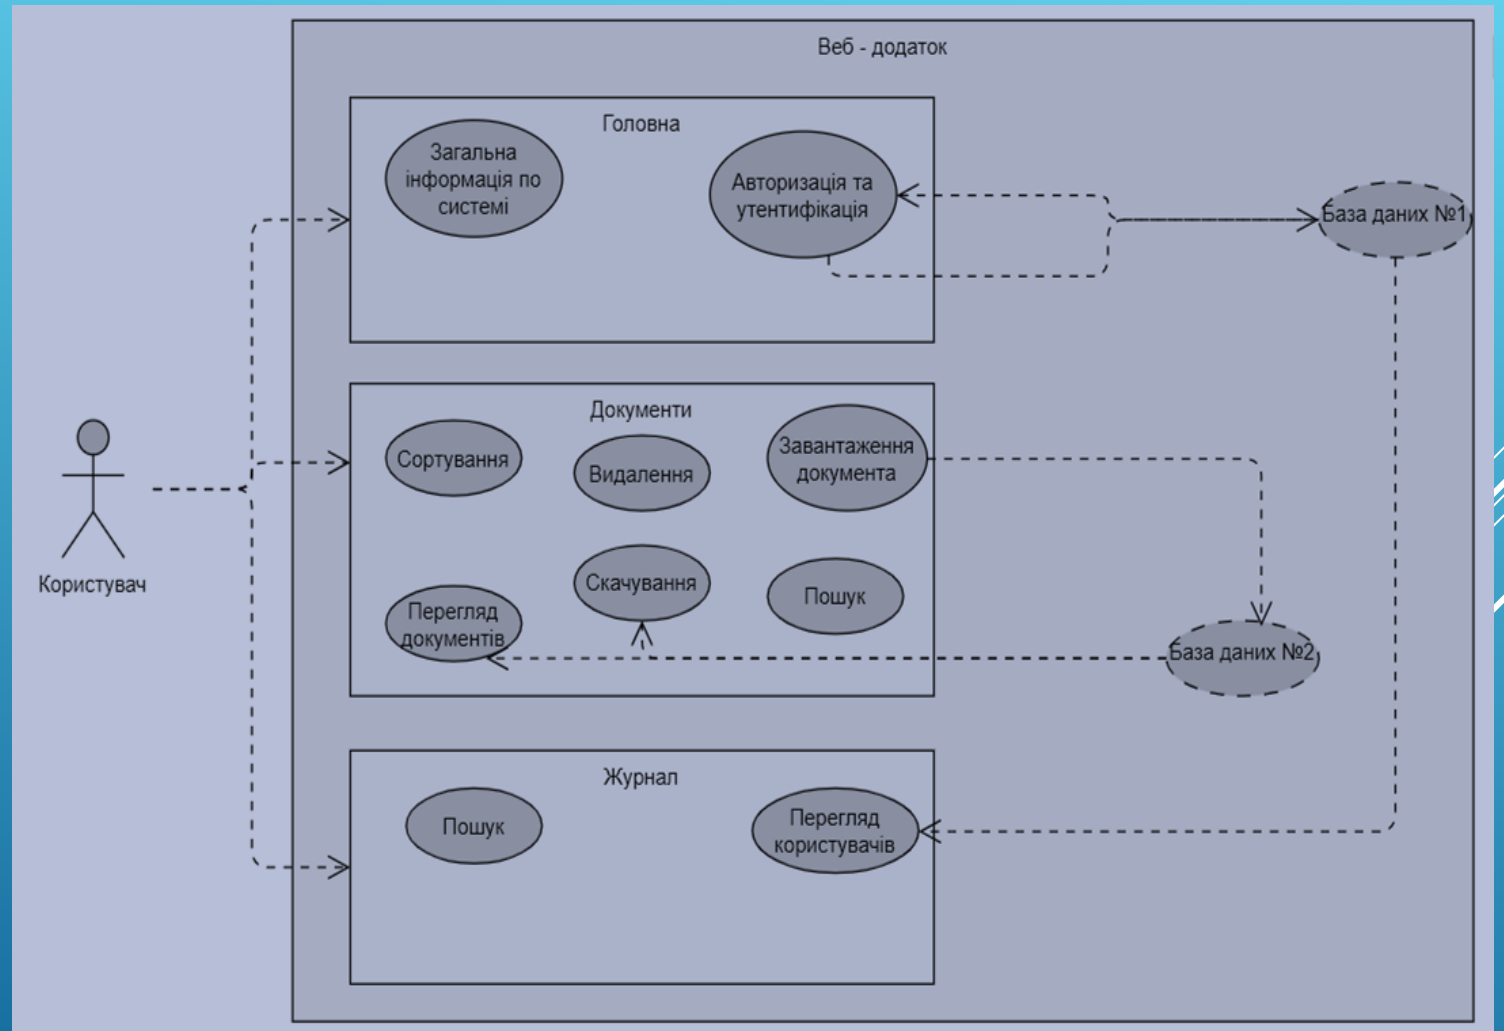 Веб - додаток
Головна
Загальна
інформація по
системі
Авторизація та
утентифікація
База даних №1
Документи
Сортування
Видалення
Завантаження
документа
Перегляд
документів
Скачування
Пошук
База даних №2
Користувач
Журнал
Пошук
Перегляд
користувачів